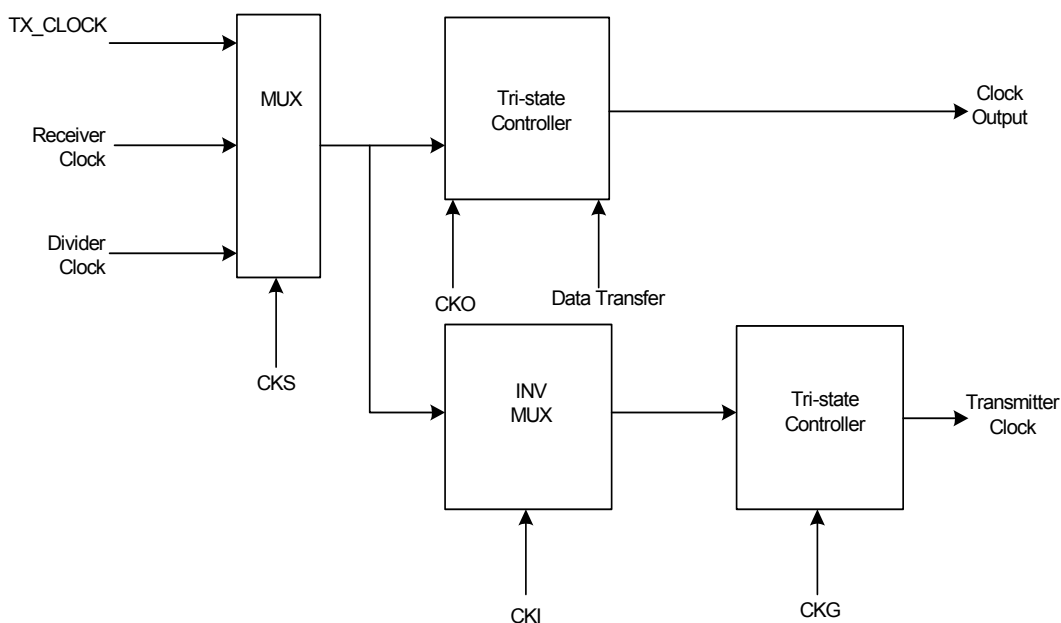 TX_CLOCK
MUX
Receiver
Clock
Divider
Clock
CKS
Tri-state
Controller
Clock
Output
CKO
Data Transfer
INV
MUX
Tri-state
Controller
Transmitter
Clock
CKI
CKG